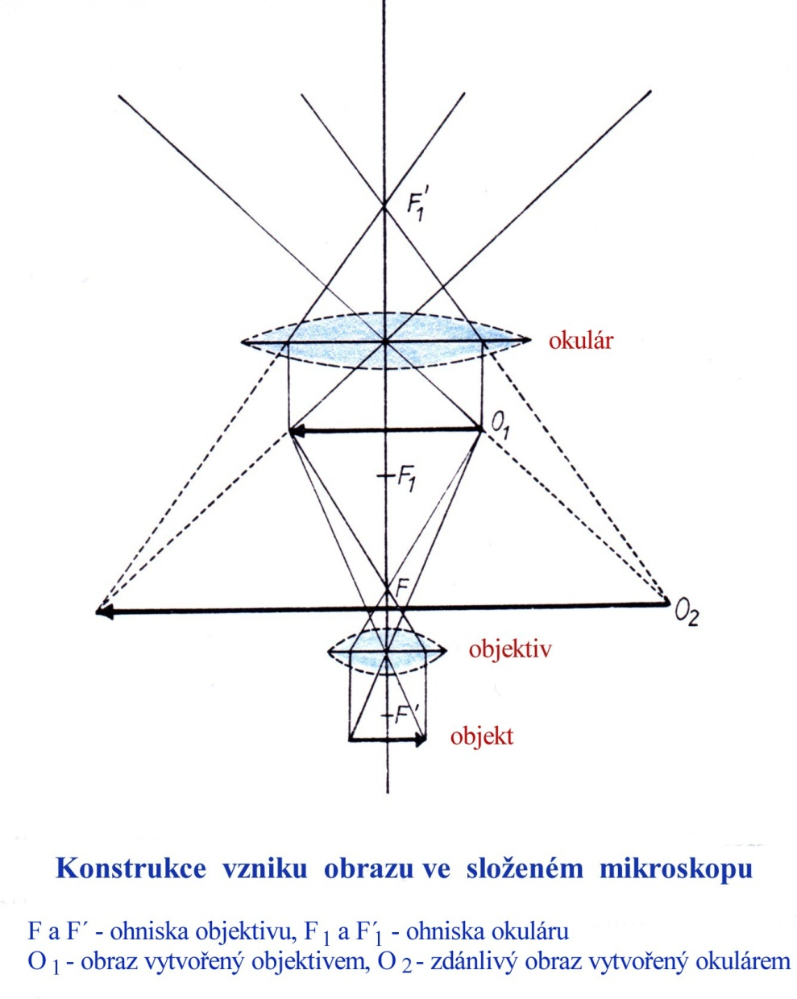 F₁′
okulár
O₁
F₁
F
O₂
objektiv
F′
objekt
Konstrukce vzniku obrazu ve složeném mikroskopu
F a F´ - ohniska objektivu, F₁ a F´₁ - ohniska okuláru
O₁ - obraz vytvořený objektivem, O₂ - zdánlivý obraz vytvořený okulárem